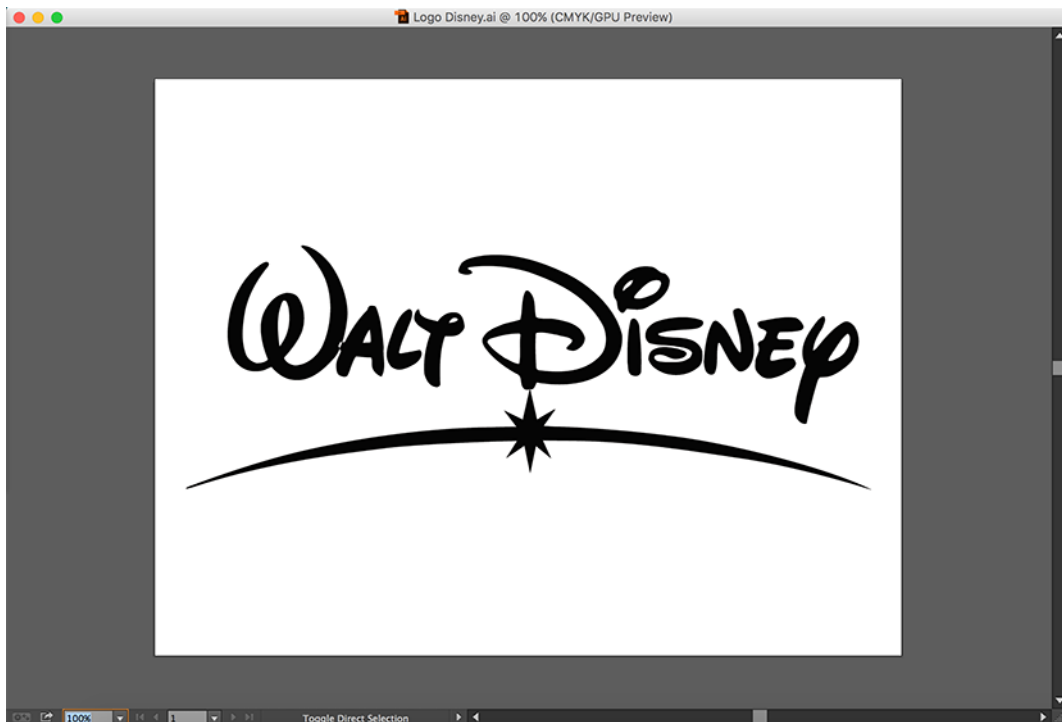 Logo Disney.ai @ 100% (CMYK/GPU Preview)
WALT DISNEY
100% 1 Toggle Direct Selection